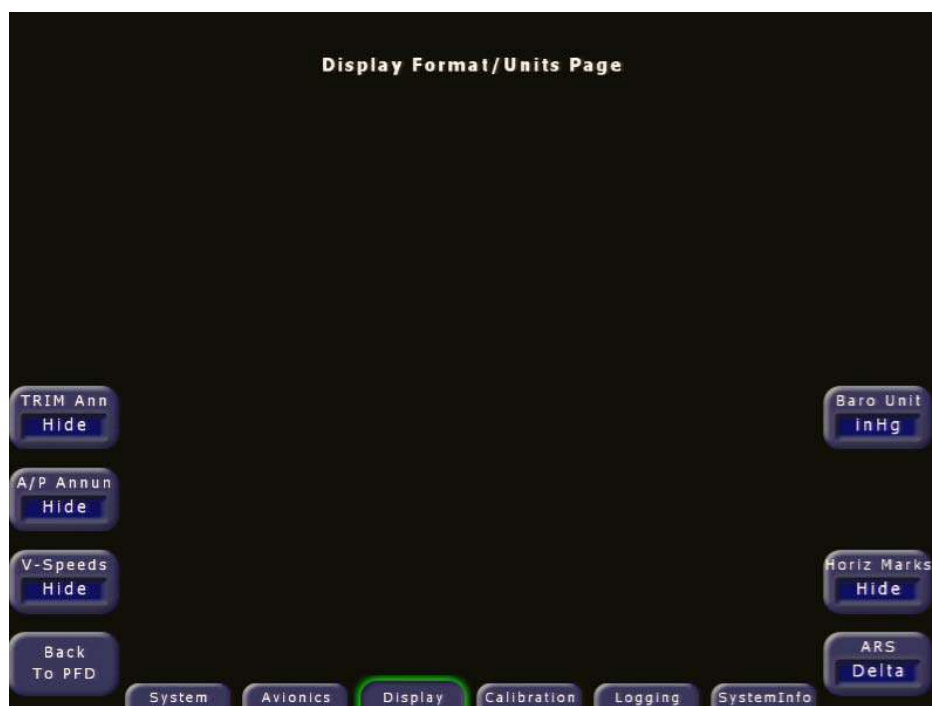 Display Format/Units Page
TRIM Ann
Hide
Baro Unit
inHg
A/P Annun
Hide
V-Speeds
Hide
Horiz Marks
Hide
Back
To PFD
ARS
Delta
System
Avionics
Display
Calibration
Logging
SystemInfo